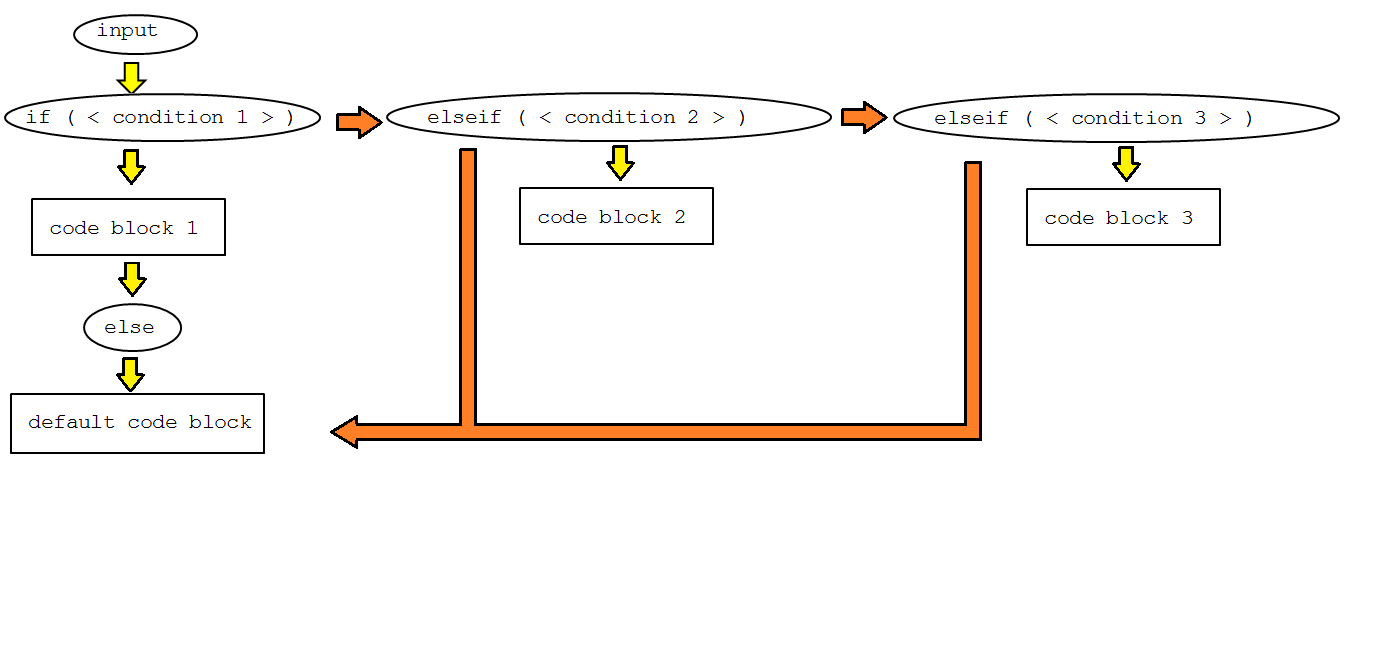 input
if ( < condition 1 > )
elseif ( < condition 2 > )
elseif ( < condition 3 > )
code block 1
code block 2
code block 3
else
default code block